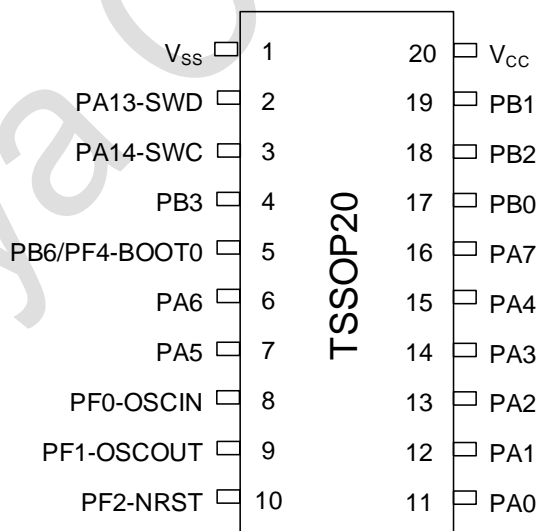 V_SS 1 20 V_CC
PA13-SWD 2 19 PB1
PA14-SWC 3 18 PB2
PB3 4 17 PB0
PB6/PF4-BOOT0 5 16 PA7
PA6 6 15 PA4
PA5 7 14 PA3
PF0-OSCIN 8 13 PA2
PF1-OSCOUT 9 12 PA1
PF2-NRST 10 11 PA0
TSSOP20